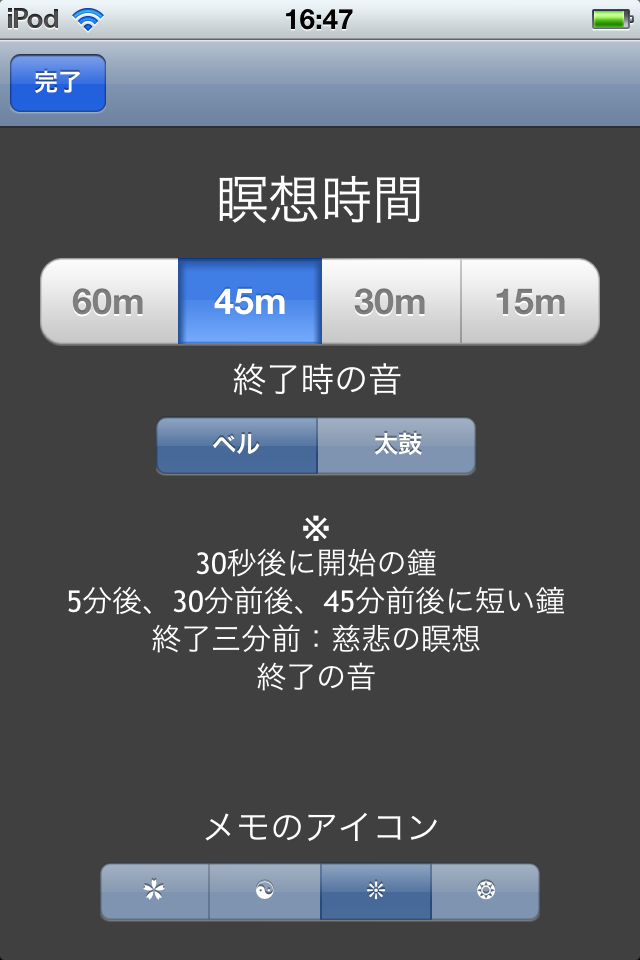 iPod 16:47
完了
瞑想時間
60m 45m 30m 15m
終了時の音
ベル 太鼓
※
30秒後に開始の鐘
5分後、30分前後、45分前後に短い鐘
終了三分前：慈悲の瞑想
終了の音
メモのアイコン
✲ ☯ ❊ ❂